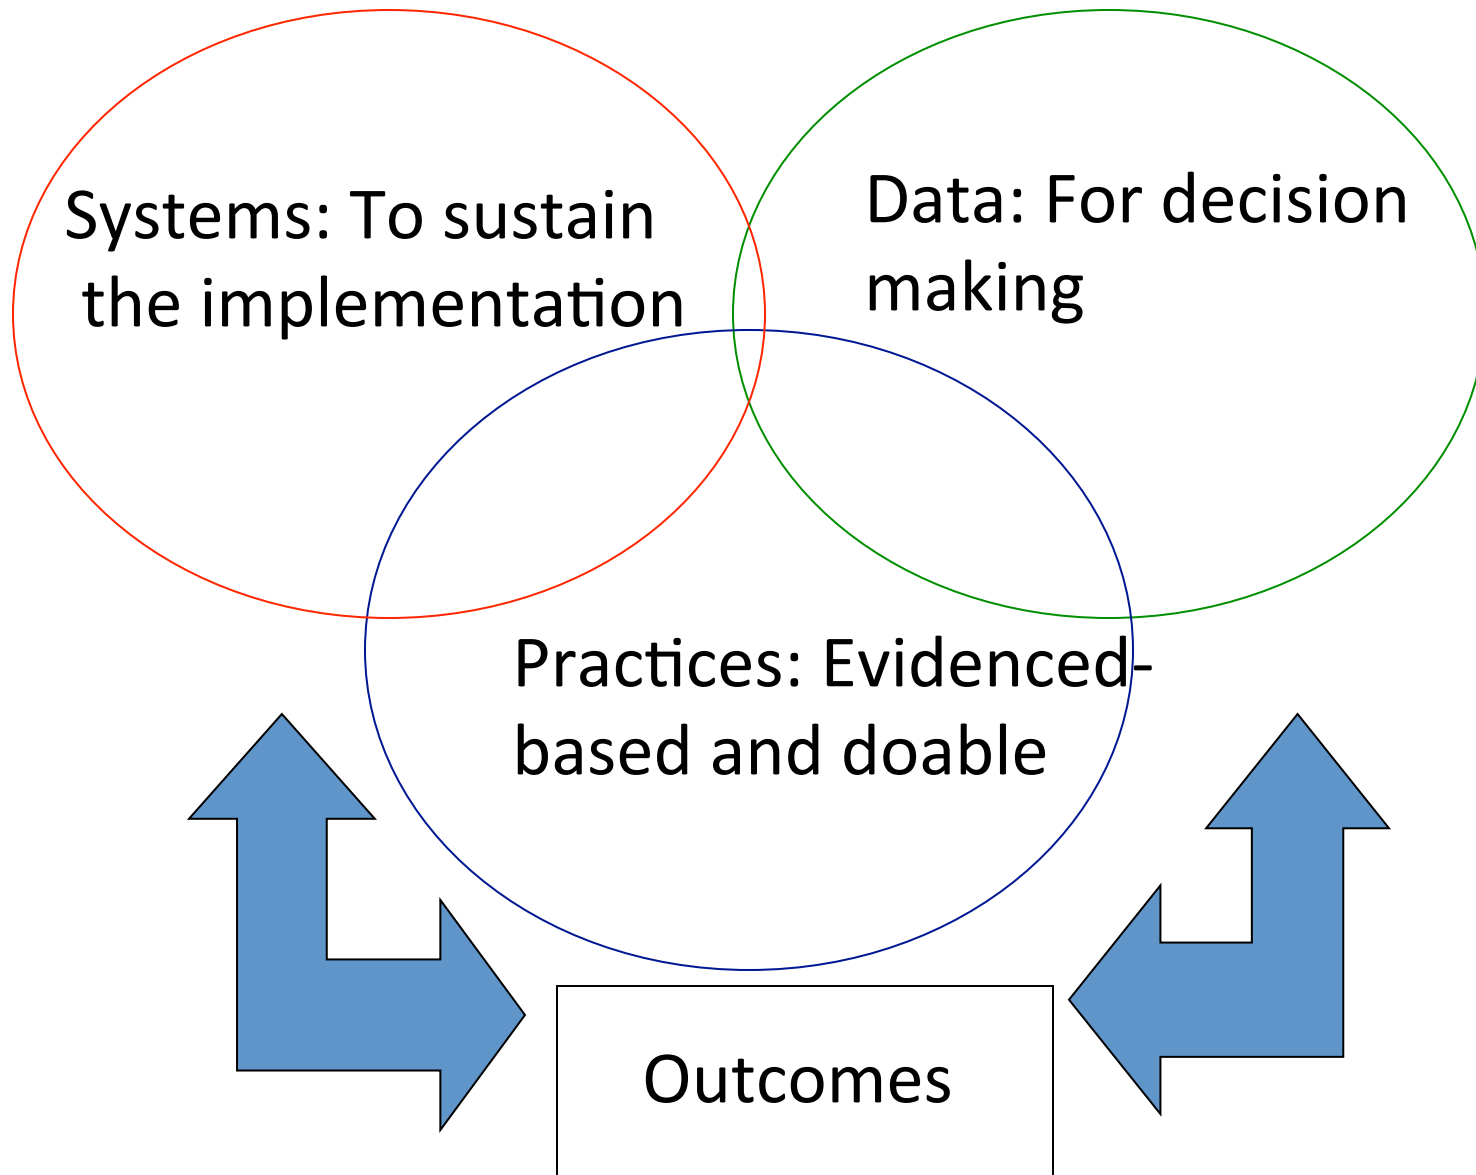 Systems: To sustain
the implementation
Data: For decision
making
Practices: Evidenced-
based and doable
Outcomes